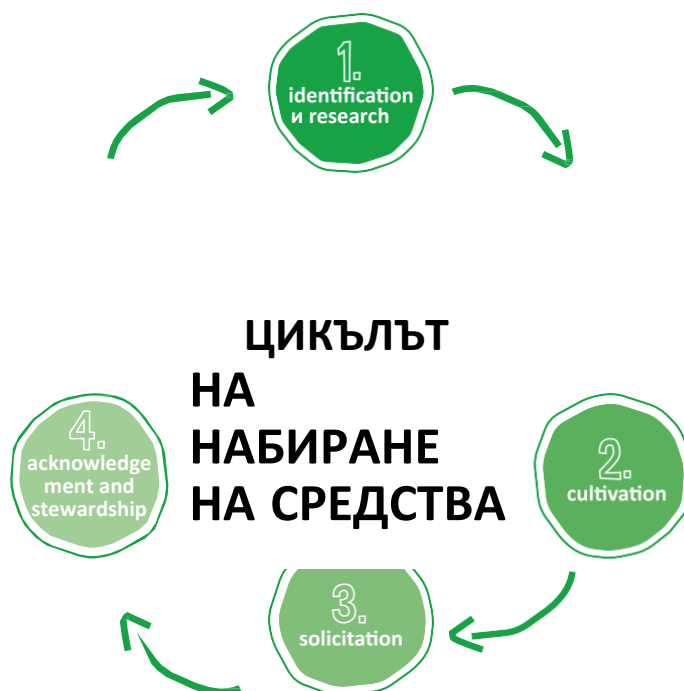 1.
identification
и research
ЦИКЪЛЪТ
НА
НАБИРАНЕ
НА СРЕДСТВА
4.
acknowledge
ment and
stewardship
2.
cultivation
3.
solicitation